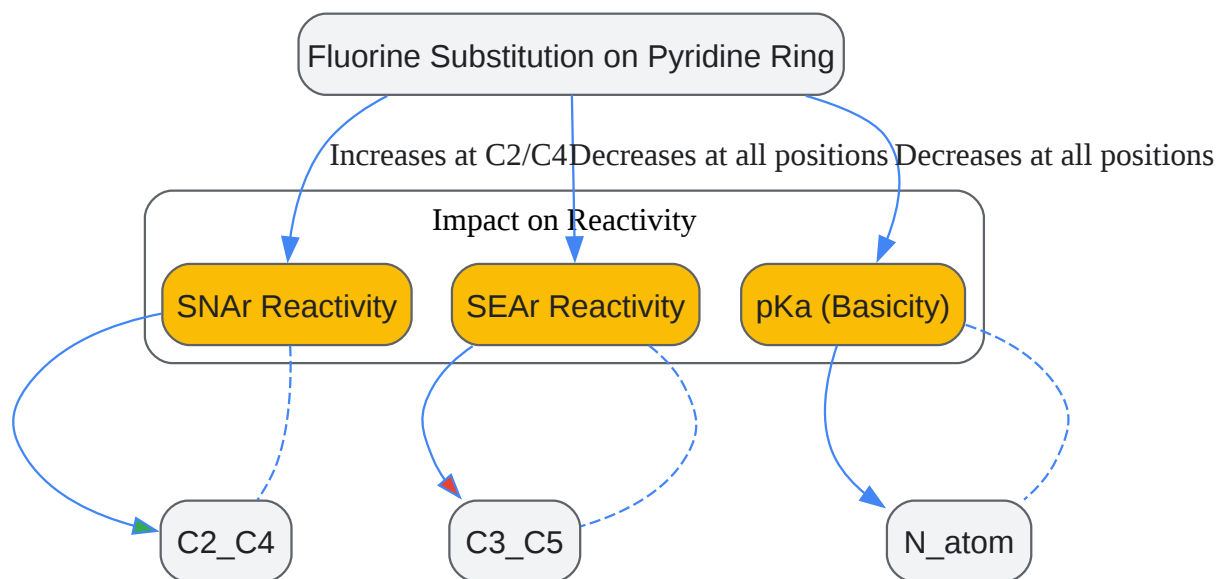 Fluorine Substitution on Pyridine Ring
Increases at C2/C4
Decreases at all positions
Decreases at all positions
Impact on Reactivity
SNAr Reactivity
SEAr Reactivity
pKa (Basicity)
C2_C4
C3_C5
N_atom